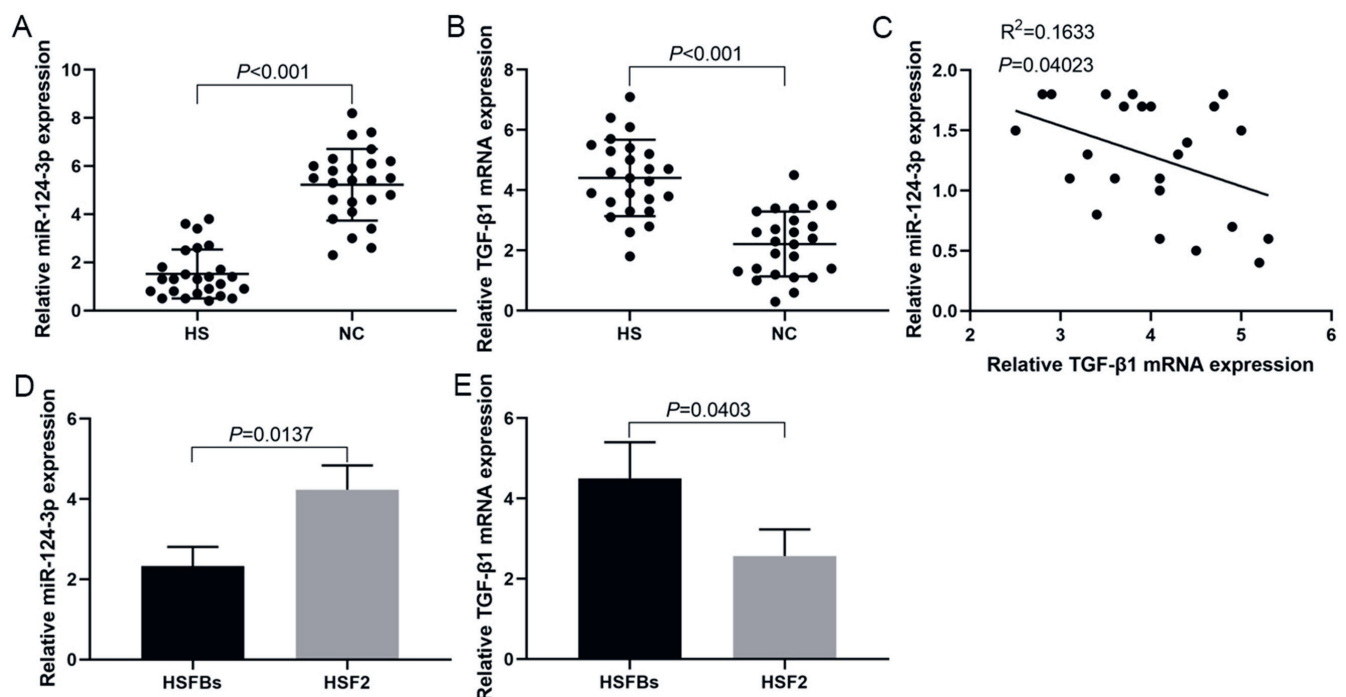 A
Relative miR-124-3p expression
10
8
6
4
2
0
P<0.001
HS
NC
B
Relative TGF-β1 mRNA expression
8
6
4
2
0
P<0.001
HS
NC
C
R²=0.1633
P=0.04023
Relative miR-124-3p expression
2.0
1.5
1.0
0.5
0.0
2
3
4
5
6
Relative TGF-β1 mRNA expression
D
Relative miR-124-3p expression
6
4
2
0
P=0.0137
HSFBs
HSF2
E
Relative TGF-β1 mRNA expression
6
4
2
0
P=0.0403
HSFBs
HSF2